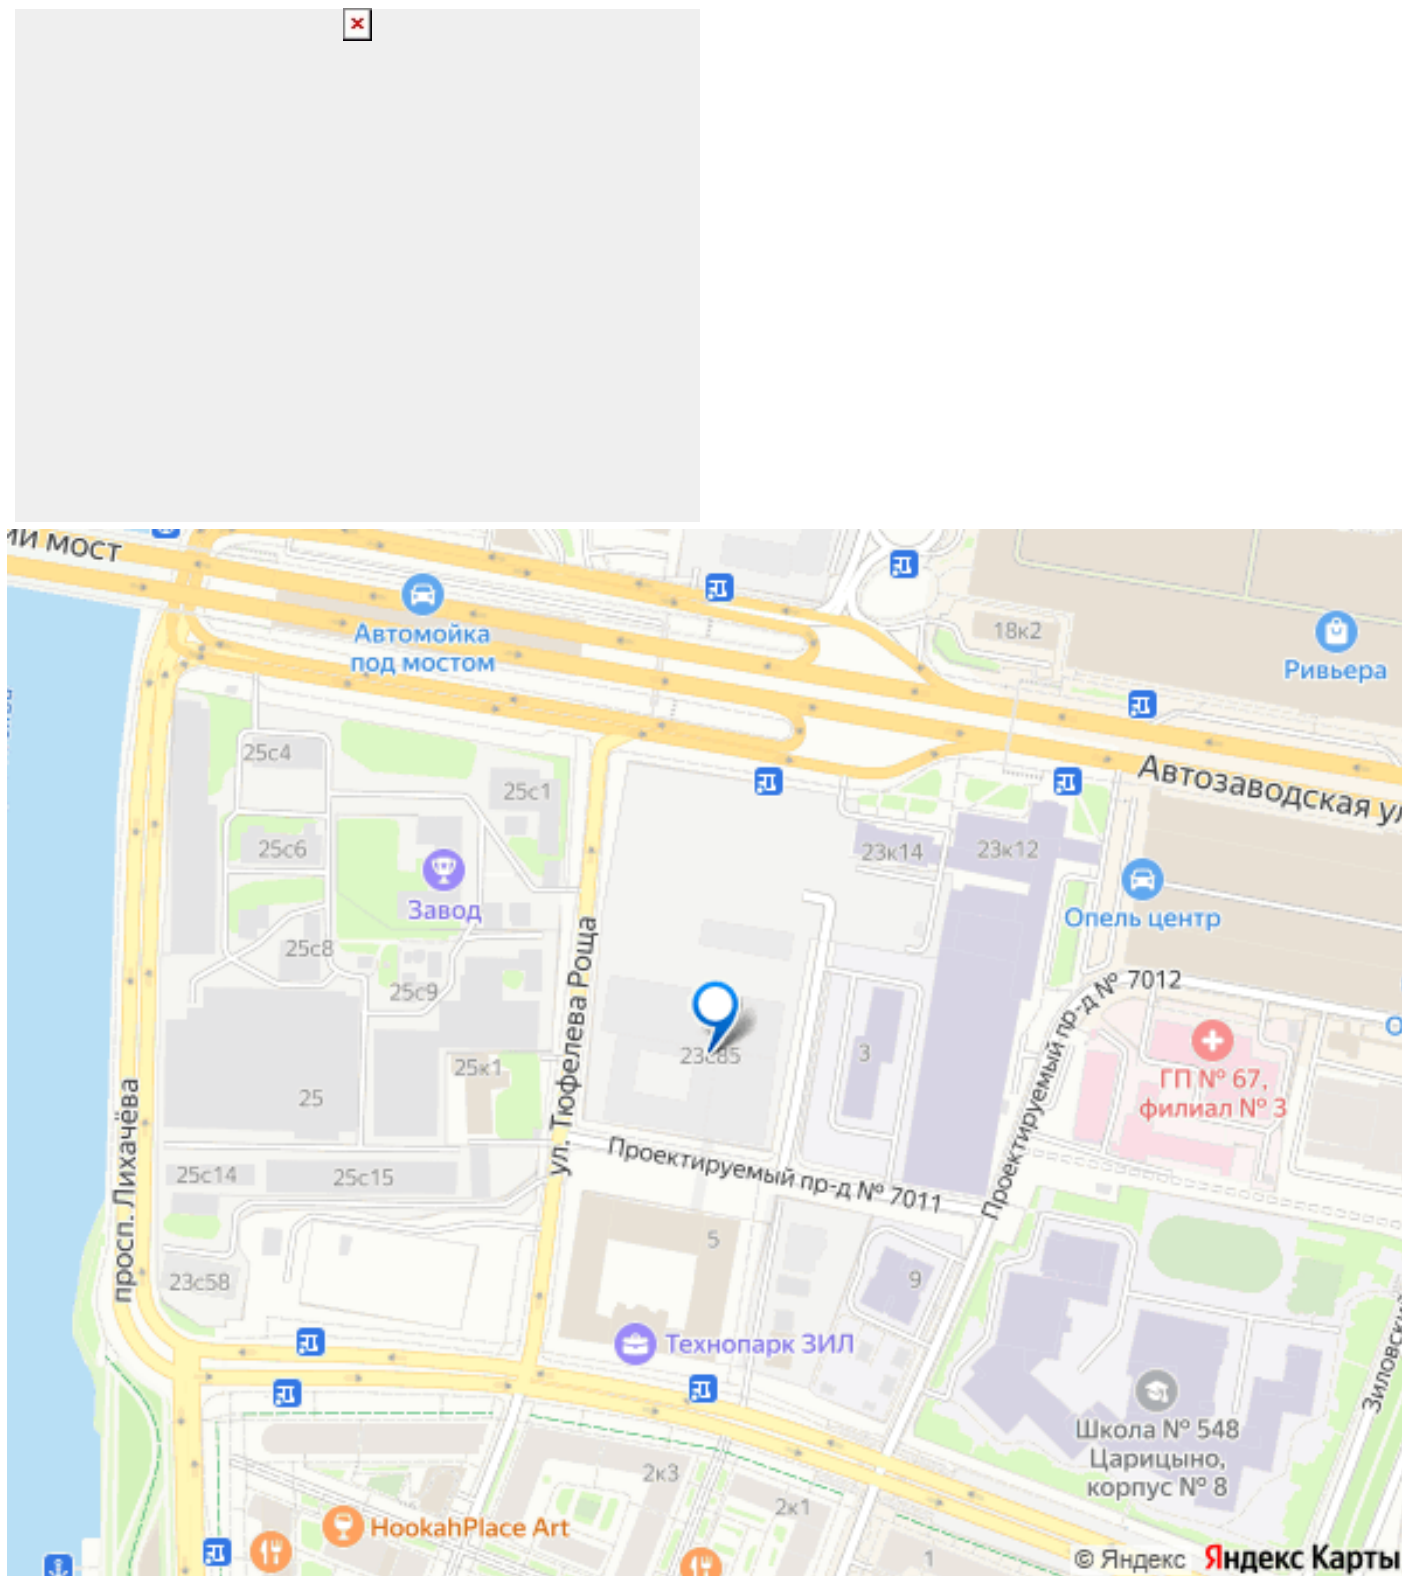 ий мост
Автомойка
под мостом
18к2
Ривьера
25с4
25с1
Автозаводская ул
25с6
23к14
23к12
Завод
Опель центр
25с8
25с9
ул. Тюфелева Роща
Проектируемый пр-д № 7012
23с85
3
25к1
25
ГП № 67,
филиал № 3
просп. Лихачёва
Проектируемый пр-д № 7011
25с14
25с15
5
23с58
9
Технопарк ЗИЛ
Зиловский
Школа № 548
Царицыно,
корпус № 8
2к3
2к1
HookahPlace Art
1
© Яндекс Яндекс Карты